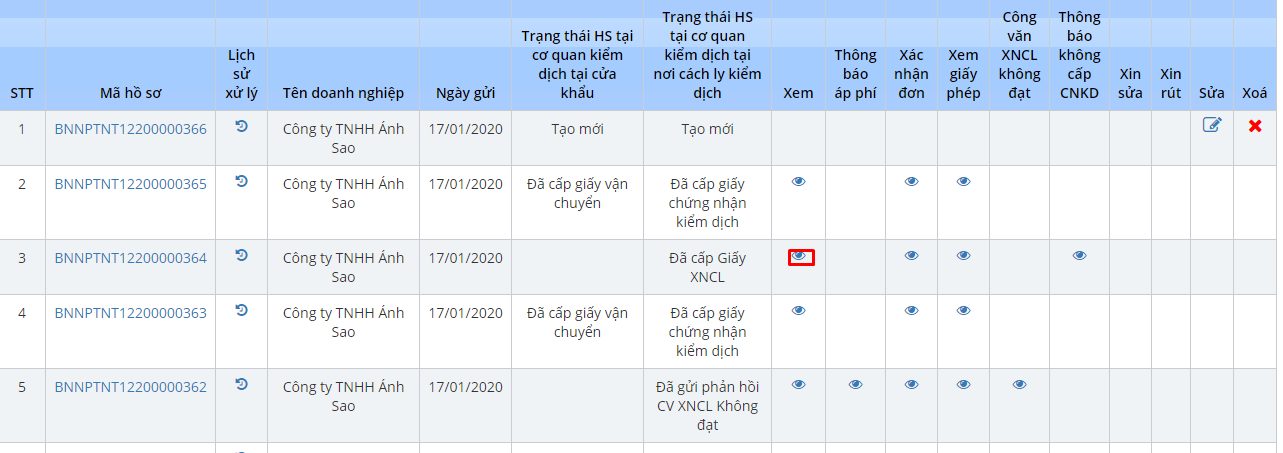 STT
Mã hồ sơ
Lịch
sử
xử lý
Tên doanh nghiệp
Ngày gửi
Trạng thái HS tại
cơ quan kiểm
dịch tại cửa
khẩu
Trạng thái HS
tại cơ quan
kiểm dịch tại
nơi cách ly kiểm
dịch
Xem
Thông
báo
áp phí
Xác
nhận
đơn
Xem
giấy
phép
Công
văn
XNCL
không
đạt
Thông
báo
không
cấp
CNKD
Xin
sửa
Xin
rút
Sửa
Xoá
1
BNNPTNT12200000366
Công ty TNHH Ánh
Sao
17/01/2020
Tạo mới
Tạo mới
2
BNNPTNT12200000365
Công ty TNHH Ánh
Sao
17/01/2020
Đã cấp giấy vận
chuyển
Đã cấp giấy
chứng nhận
kiểm dịch
3
BNNPTNT12200000364
Công ty TNHH Ánh
Sao
17/01/2020
Đã cấp Giấy
XNCL
4
BNNPTNT12200000363
Công ty TNHH Ánh
Sao
17/01/2020
Đã cấp giấy vận
chuyển
Đã cấp giấy
chứng nhận
kiểm dịch
5
BNNPTNT12200000362
Công ty TNHH Ánh
Sao
17/01/2020
Đã gửi phản hồi
CV XNCL Không
đạt